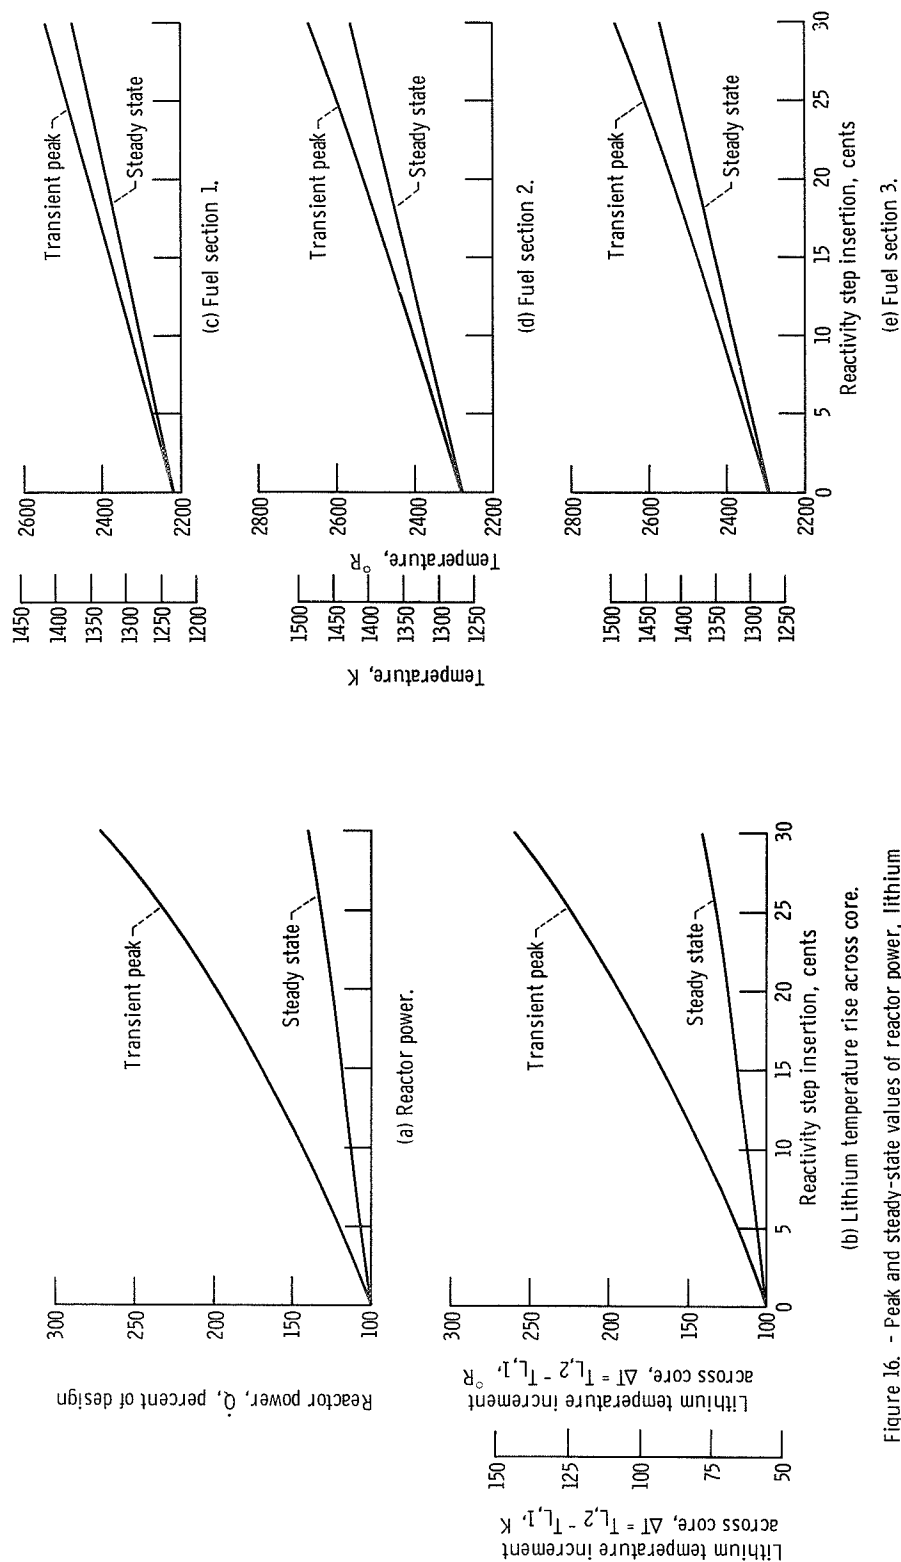 300
250
200
150
100
Reactor power, Q̇, percent of design
Transient peak
Steady state
(a) Reactor power.
150
125
100
75
50
Lithium temperature increment
across core, ΔT = T_L,2 - T_L,1, K
300
250
200
150
100
Lithium temperature increment
across core, ΔT = T_L,2 - T_L,1, °R
Transient peak
Steady state
0 5 10 15 20 25 30
Reactivity step insertion, cents
(b) Lithium temperature rise across core.
Figure 16. - Peak and steady-state values of reactor power, lithium
1450
1400
1350
1300
1250
1200
2600
2400
2200
Transient peak
Steady state
(c) Fuel section 1.
Temperature, K
1500
1450
1400
1350
1300
1250
Temperature, °R
2800
2600
2400
2200
Transient peak
Steady state
(d) Fuel section 2.
1500
1450
1400
1350
1300
1250
2800
2600
2400
2200
Transient peak
Steady state
0 5 10 15 20 25 30
Reactivity step insertion, cents
(e) Fuel section 3.